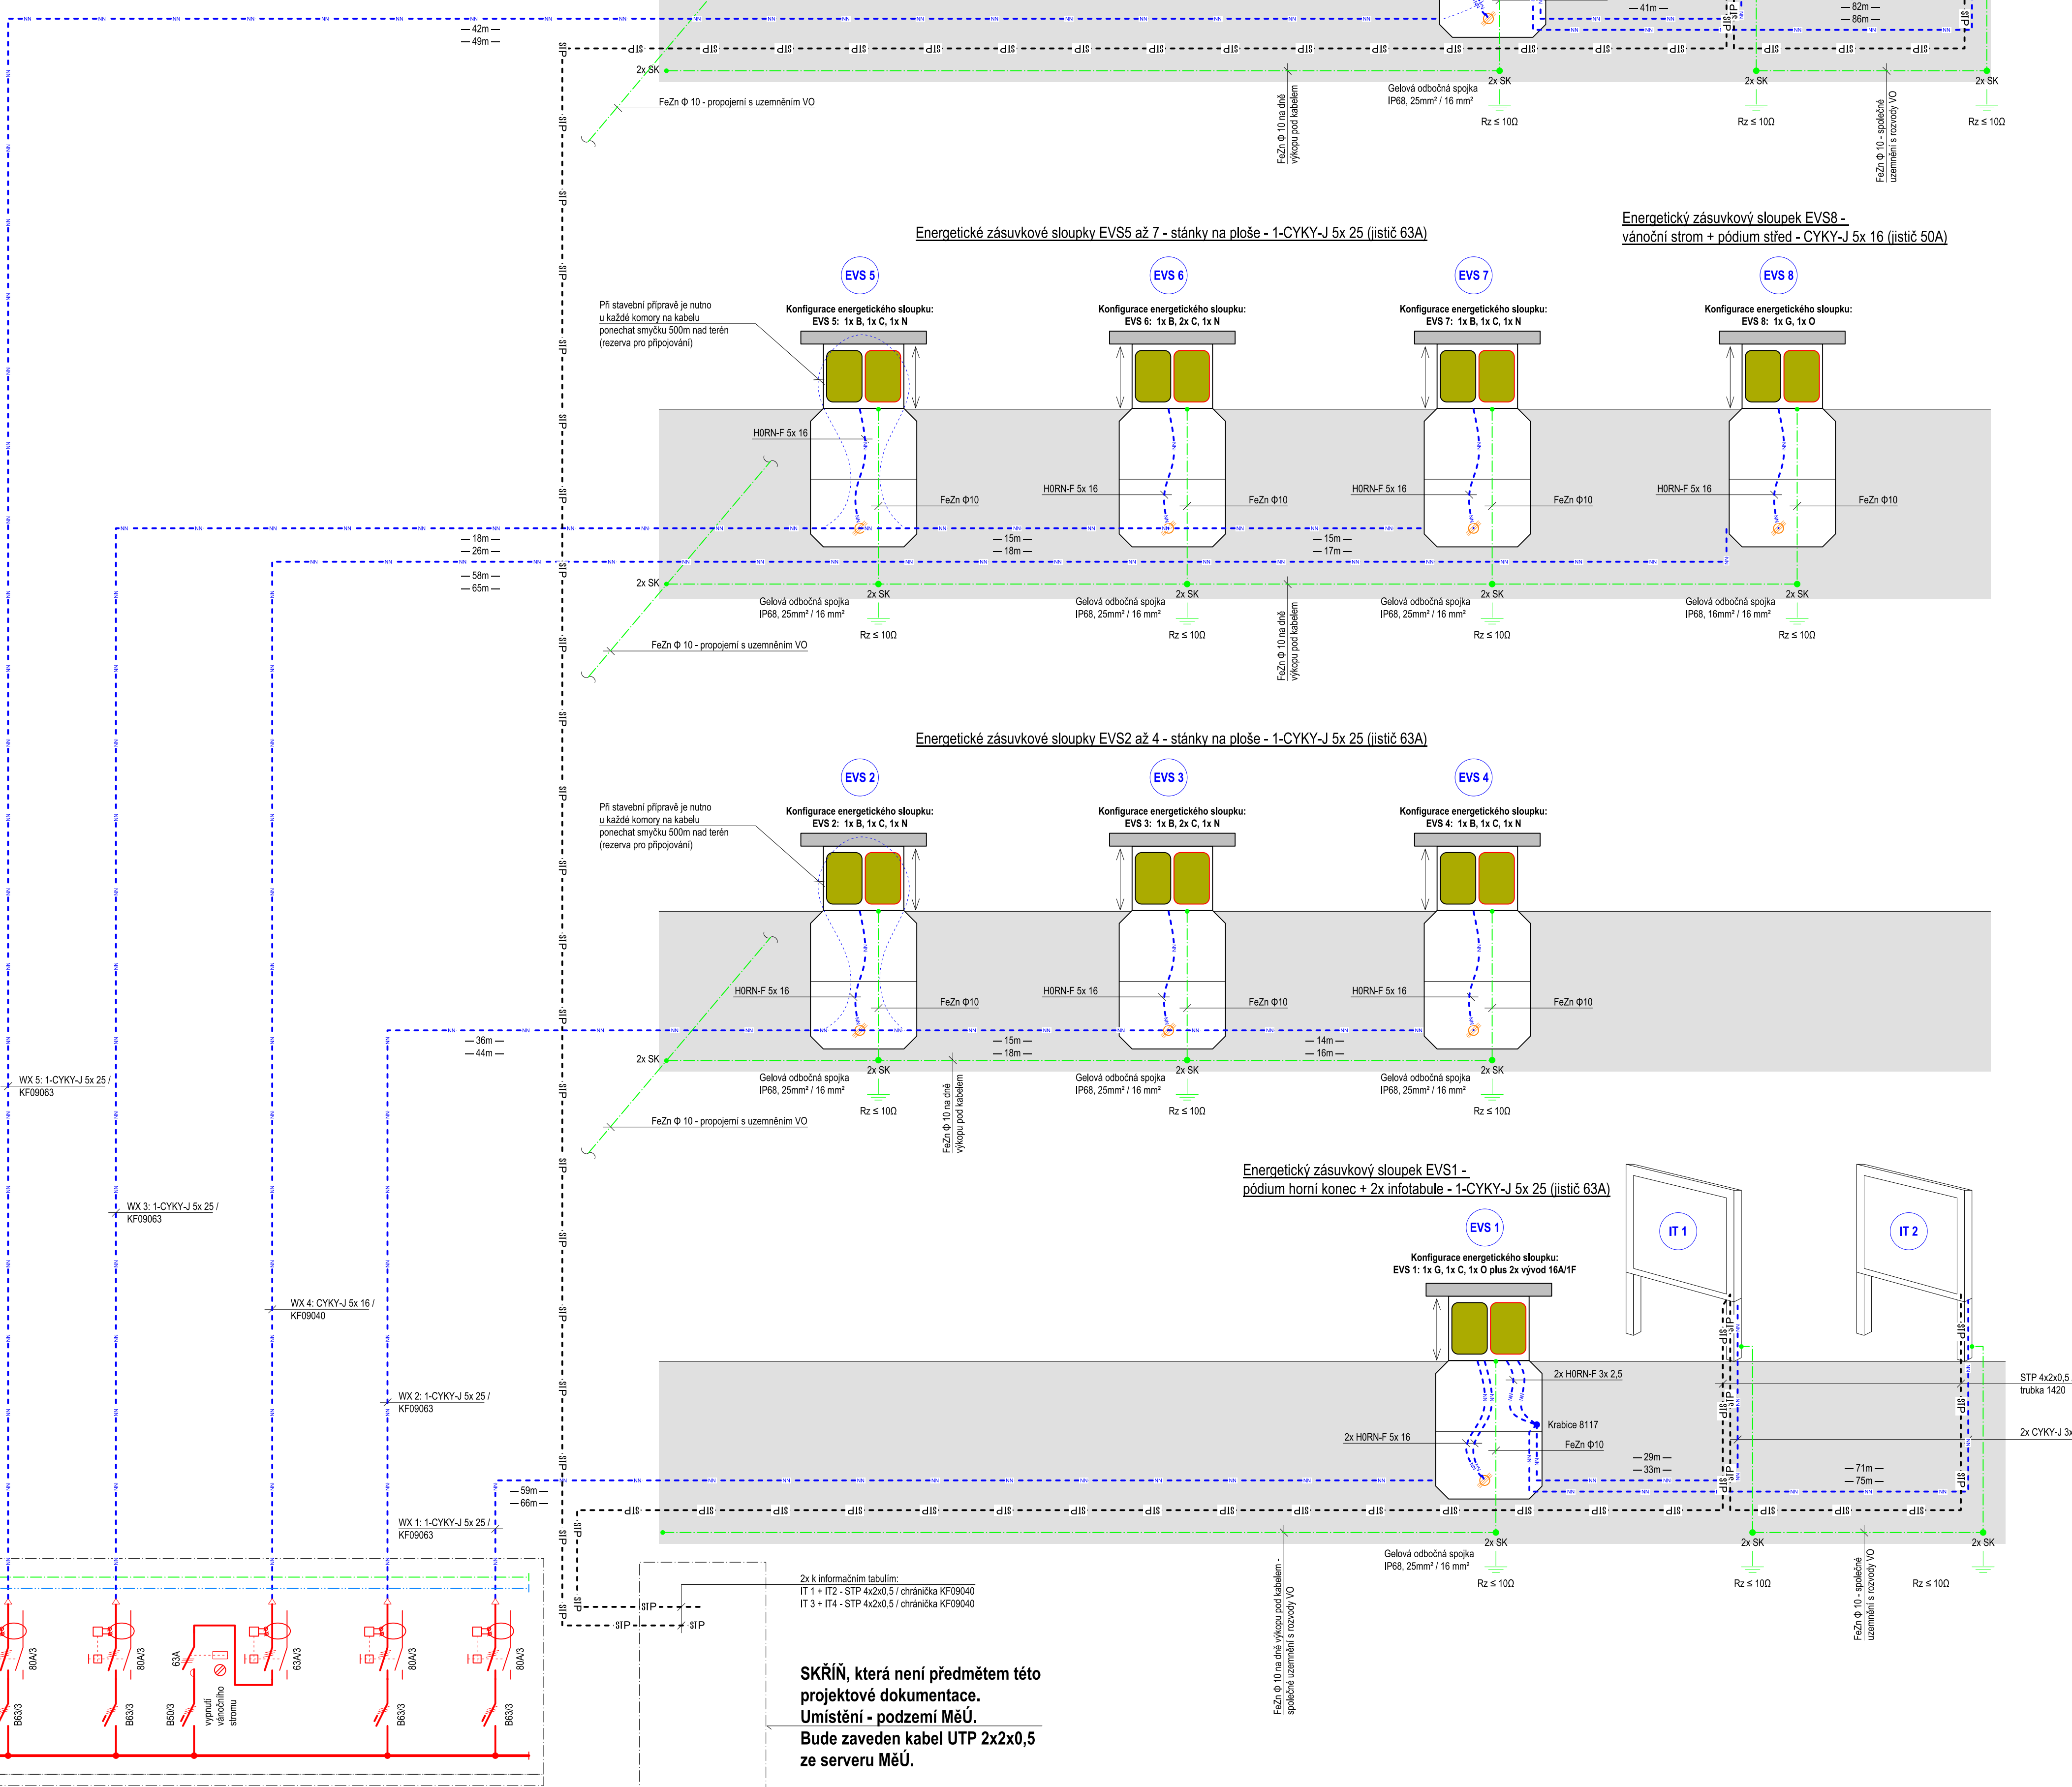 — 42m —
— 49m —
— 41m —
— 82m —
— 86m —
2x SK
FeZn Φ 10 - propojerní s uzemněním VO
FeZn Φ 10 na dně
výkopu pod kabelem
Gelová odbočná spojka
IP68, 25mm² / 16 mm²
2x SK
Rz ≤ 10Ω
2x SK
Rz ≤ 10Ω
FeZn Φ 10 - společné
uzemnění s rozvody VO
2x SK
Rz ≤ 10Ω
Energetické zásuvkové sloupky EVS5 až 7 - stánky na ploše - 1-CYKY-J 5x 25 (jistič 63A)
Energetický zásuvkový sloupek EVS8 -
vánoční strom + pódium střed - CYKY-J 5x 16 (jistič 50A)
EVS 5
EVS 6
EVS 7
EVS 8
Při stavební přípravě je nutno
u každé komory na kabelu
ponechat smyčku 500m nad terén
(rezerva pro připojování)
Konfigurace energetického sloupku:
EVS 5: 1x B, 1x C, 1x N
Konfigurace energetického sloupku:
EVS 6: 1x B, 2x C, 1x N
Konfigurace energetického sloupku:
EVS 7: 1x B, 1x C, 1x N
Konfigurace energetického sloupku:
EVS 8: 1x G, 1x O
H0RN-F 5x 16
FeZn Φ10
H0RN-F 5x 16
FeZn Φ10
H0RN-F 5x 16
FeZn Φ10
H0RN-F 5x 16
FeZn Φ10
— 18m —
— 26m —
— 15m —
— 18m —
— 15m —
— 17m —
— 58m —
— 65m —
2x SK
2x SK
2x SK
2x SK
2x SK
Gelová odbočná spojka
IP68, 25mm² / 16 mm²
Gelová odbočná spojka
IP68, 25mm² / 16 mm²
Gelová odbočná spojka
IP68, 25mm² / 16 mm²
Gelová odbočná spojka
IP68, 16mm² / 16 mm²
Rz ≤ 10Ω
Rz ≤ 10Ω
Rz ≤ 10Ω
Rz ≤ 10Ω
FeZn Φ 10 - propojerní s uzemněním VO
FeZn Φ 10 na dně
výkopu pod kabelem
Energetické zásuvkové sloupky EVS2 až 4 - stánky na ploše - 1-CYKY-J 5x 25 (jistič 63A)
EVS 2
EVS 3
EVS 4
Při stavební přípravě je nutno
u každé komory na kabelu
ponechat smyčku 500m nad terén
(rezerva pro připojování)
Konfigurace energetického sloupku:
EVS 2: 1x B, 1x C, 1x N
Konfigurace energetického sloupku:
EVS 3: 1x B, 2x C, 1x N
Konfigurace energetického sloupku:
EVS 4: 1x B, 1x C, 1x N
H0RN-F 5x 16
FeZn Φ10
H0RN-F 5x 16
FeZn Φ10
H0RN-F 5x 16
FeZn Φ10
— 36m —
— 44m —
— 15m —
— 18m —
— 14m —
— 16m —
2x SK
2x SK
2x SK
2x SK
Gelová odbočná spojka
IP68, 25mm² / 16 mm²
Gelová odbočná spojka
IP68, 25mm² / 16 mm²
Gelová odbočná spojka
IP68, 25mm² / 16 mm²
Rz ≤ 10Ω
Rz ≤ 10Ω
Rz ≤ 10Ω
FeZn Φ 10 - propojerní s uzemněním VO
FeZn Φ 10 na dně
výkopu pod kabelem
WX 5: 1-CYKY-J 5x 25 /
KF09063
WX 3: 1-CYKY-J 5x 25 /
KF09063
WX 4: CYKY-J 5x 16 /
KF09040
WX 2: 1-CYKY-J 5x 25 /
KF09063
WX 1: 1-CYKY-J 5x 25 /
KF09063
Energetický zásuvkový sloupek EVS1 -
pódium horní konec + 2x infotabule - 1-CYKY-J 5x 25 (jistič 63A)
EVS 1
IT 1
IT 2
Konfigurace energetického sloupku:
EVS 1: 1x G, 1x C, 1x O plus 2x vývod 16A/1F
2x H0RN-F 3x 2,5
Krabice 8117
2x H0RN-F 5x 16
FeZn Φ10
STP 4x2x0,5
trubka 1420
2x CYKY-J 3x
— 29m —
— 33m —
— 71m —
— 75m —
— 59m —
— 66m —
Gelová odbočná spojka
IP68, 25mm² / 16 mm²
2x SK
Rz ≤ 10Ω
2x SK
Rz ≤ 10Ω
2x SK
Rz ≤ 10Ω
FeZn Φ 10 na dně výkopu pod kabelem -
společné uzemnění s rozvody VO
FeZn Φ 10 - společné
uzemnění s rozvody VO
2x k informačním tabulím:
IT 1 + IT2 - STP 4x2x0,5 / chránička KF09040
IT 3 + IT4 - STP 4x2x0,5 / chránička KF09040
80A/3
80A/3
63A
63A/3
80A/3
80A/3
B63/3
B63/3
B50/3
vypnutí
vánočního
stromu
B63/3
B63/3
SKŘÍŇ, která není předmětem této
projektové dokumentace.
Umístění - podzemí MěÚ.
Bude zaveden kabel UTP 2x2x0,5
ze serveru MěÚ.